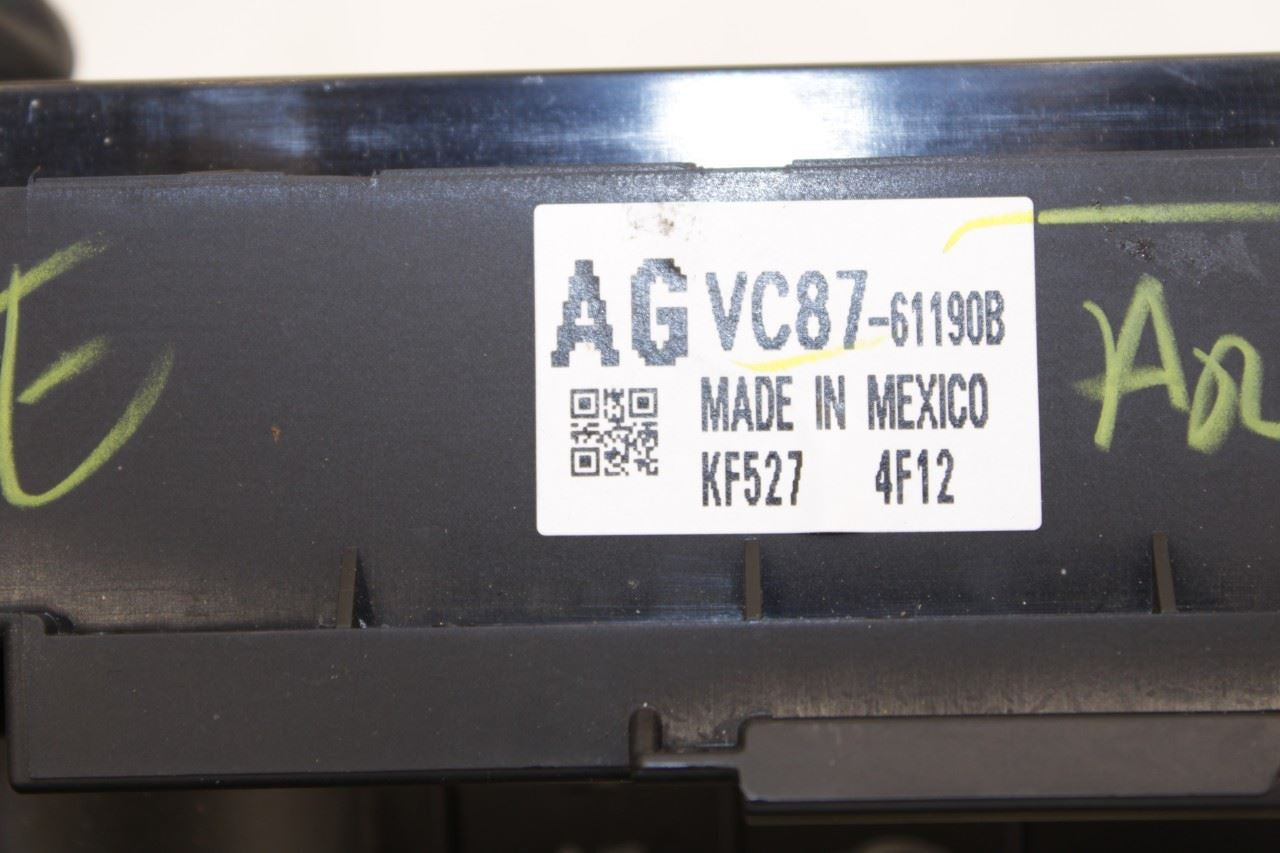 AG VC87-61190B
MADE IN MEXICO
KF527 4F12